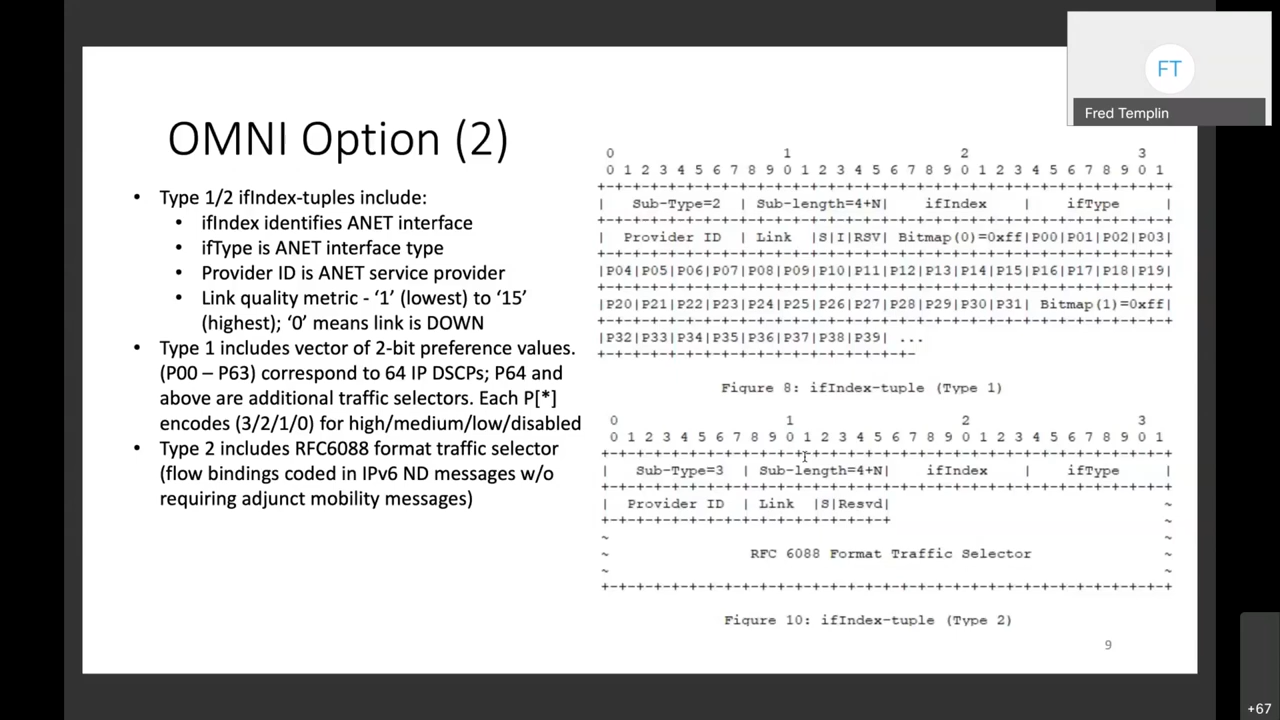 FT
Fred Templin
OMNI Option (2)
• Type 1/2 ifIndex-tuples include:
• ifIndex identifies ANET interface
• ifType is ANET interface type
• Provider ID is ANET service provider
• Link quality metric - ‘1’ (lowest) to ‘15’
(highest); ‘0’ means link is DOWN
• Type 1 includes vector of 2-bit preference values.
(P00 – P63) correspond to 64 IP DSCPs; P64 and
above are additional traffic selectors. Each P[*]
encodes (3/2/1/0) for high/medium/low/disabled
• Type 2 includes RFC6088 format traffic selector
(flow bindings coded in IPv6 ND messages w/o
requiring adjunct mobility messages)
0 1 2 3
0 1 2 3 4 5 6 7 8 9 0 1 2 3 4 5 6 7 8 9 0 1 2 3 4 5 6 7 8 9 0 1
+-+-+-+-+-+-+-+-+-+-+-+-+-+-+-+-+-+-+-+-+-+-+-+-+-+-+-+-+-+-+-+-+
| Sub-Type=2 | Sub-length=4+N| ifIndex | ifType |
+-+-+-+-+-+-+-+-+-+-+-+-+-+-+-+-+-+-+-+-+-+-+-+-+-+-+-+-+-+-+-+-+
| Provider ID | Link |S|I|RSV| Bitmap(0)=0xff|P00|P01|P02|P03|
+-+-+-+-+-+-+-+-+-+-+-+-+-+-+-+-+-+-+-+-+-+-+-+-+-+-+-+-+-+-+-+-+
|P04|P05|P06|P07|P08|P09|P10|P11|P12|P13|P14|P15|P16|P17|P18|P19|
+-+-+-+-+-+-+-+-+-+-+-+-+-+-+-+-+-+-+-+-+-+-+-+-+-+-+-+-+-+-+-+-+
|P20|P21|P22|P23|P24|P25|P26|P27|P28|P29|P30|P31| Bitmap(1)=0xff|
+-+-+-+-+-+-+-+-+-+-+-+-+-+-+-+-+-+-+-+-+-+-+-+-+-+-+-+-+-+-+-+-+
|P32|P33|P34|P35|P36|P37|P38|P39| ...
+-+-+-+-+-+-+-+-+-+-+-+-+-+-+-+-+-+-
Figure 8: ifIndex-tuple (Type 1)
0 1 2 3
0 1 2 3 4 5 6 7 8 9 0 1 2 3 4 5 6 7 8 9 0 1 2 3 4 5 6 7 8 9 0 1
+-+-+-+-+-+-+-+-+-+-+-+-+-+-+-+-+-+-+-+-+-+-+-+-+-+-+-+-+-+-+-+-+
| Sub-Type=3 | Sub-length=4+N| ifIndex | ifType |
+-+-+-+-+-+-+-+-+-+-+-+-+-+-+-+-+-+-+-+-+-+-+-+-+-+-+-+-+-+-+-+-+
| Provider ID | Link |S|Resvd| ~
+-+-+-+-+-+-+-+-+-+-+-+-+-+-+-+-+ ~
~ ~
~ RFC 6088 Format Traffic Selector ~
~ ~
+-+-+-+-+-+-+-+-+-+-+-+-+-+-+-+-+-+-+-+-+-+-+-+-+-+-+-+-+-+-+-+-+
Figure 10: ifIndex-tuple (Type 2)
9
+67